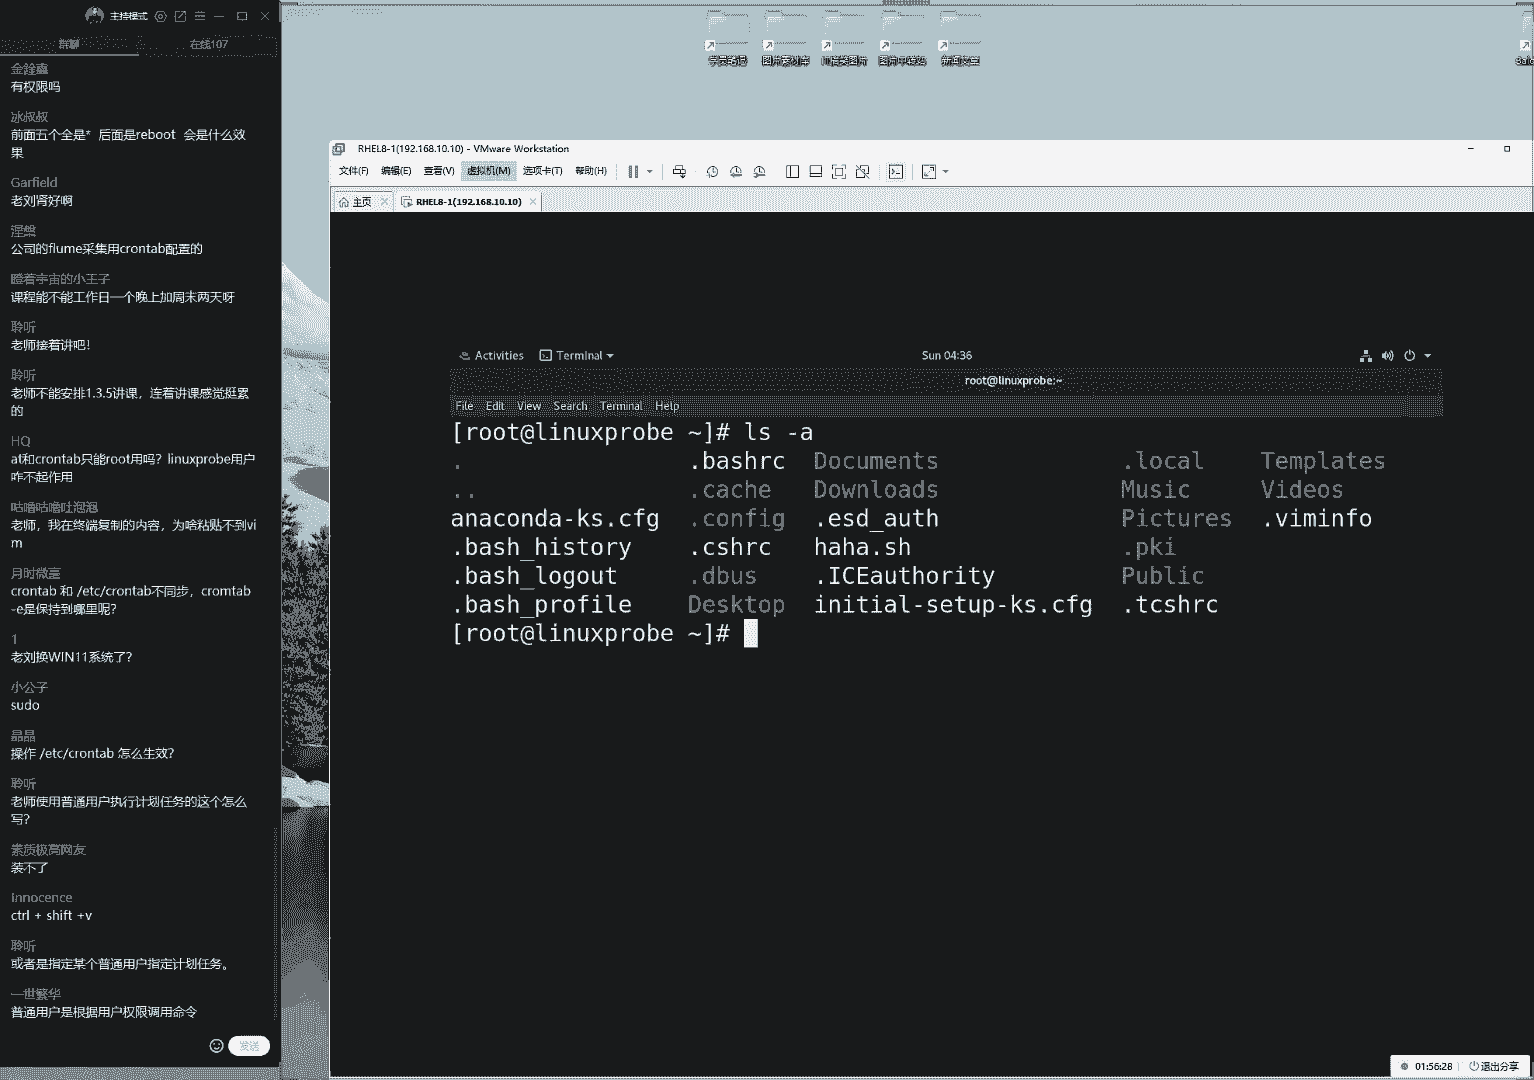 主持模式
群聊
在线107
金銓鑫
有权限吗
冰叔叔
前面五个全是* 后面是reboot 会是什么效
果
Garfield
老刘肾好啊
涅槃
公司的flume采集用crontab配置的
瞪着宇宙的小王子
课程能不能工作日一个晚上加周末两天呀
聆听
老师接着讲吧!
聆听
老师不能安排1.3.5讲课，连着讲课感觉挺累
的
HQ
at和crontab只能root用吗？linuxprobe用户
咋不起作用
咕噜咕噜吐泡泡
老师，我在终端复制的内容，为啥粘贴不到vi
m
crontab 和 /etc/crontab不同步，cromtab
-e是保持到哪里呢？
1
老刘换WIN11系统了？
小公子
sudo
晶晶
操作 /etc/crontab 怎么生效？
聆听
老师使用普通用户执行计划任务的这个怎么
写？
素质极高网友
装不了
Innocence
ctrl + shift +v
聆听
或者是指定某个普通用户指定计划任务。
一世繁华
普通用户是根据用户权限调用命令
发送
学员笔记 图片素材库 新闻文章
RHEL8-1(192.168.10.10) - VMware Workstation
文件(F) 编辑(E) 查看(V) 虚拟机(M) 选项卡(T) 帮助(H)
主页 RHEL8-1(192.168.10.10)
Activities Terminal Sun 04:36
root@linuxprobe:~
File Edit View Search Terminal Help
[root@linuxprobe ~]# ls -a
. .bashrc Documents .local Templates
.. .cache Downloads Music Videos
anaconda-ks.cfg .config .esd_auth Pictures .viminfo
.bash_history .cshrc haha.sh .pki
.bash_logout .dbus .ICEauthority Public
.bash_profile Desktop initial-setup-ks.cfg .tcshrc
[root@linuxprobe ~]#
01:56:28 退出分享